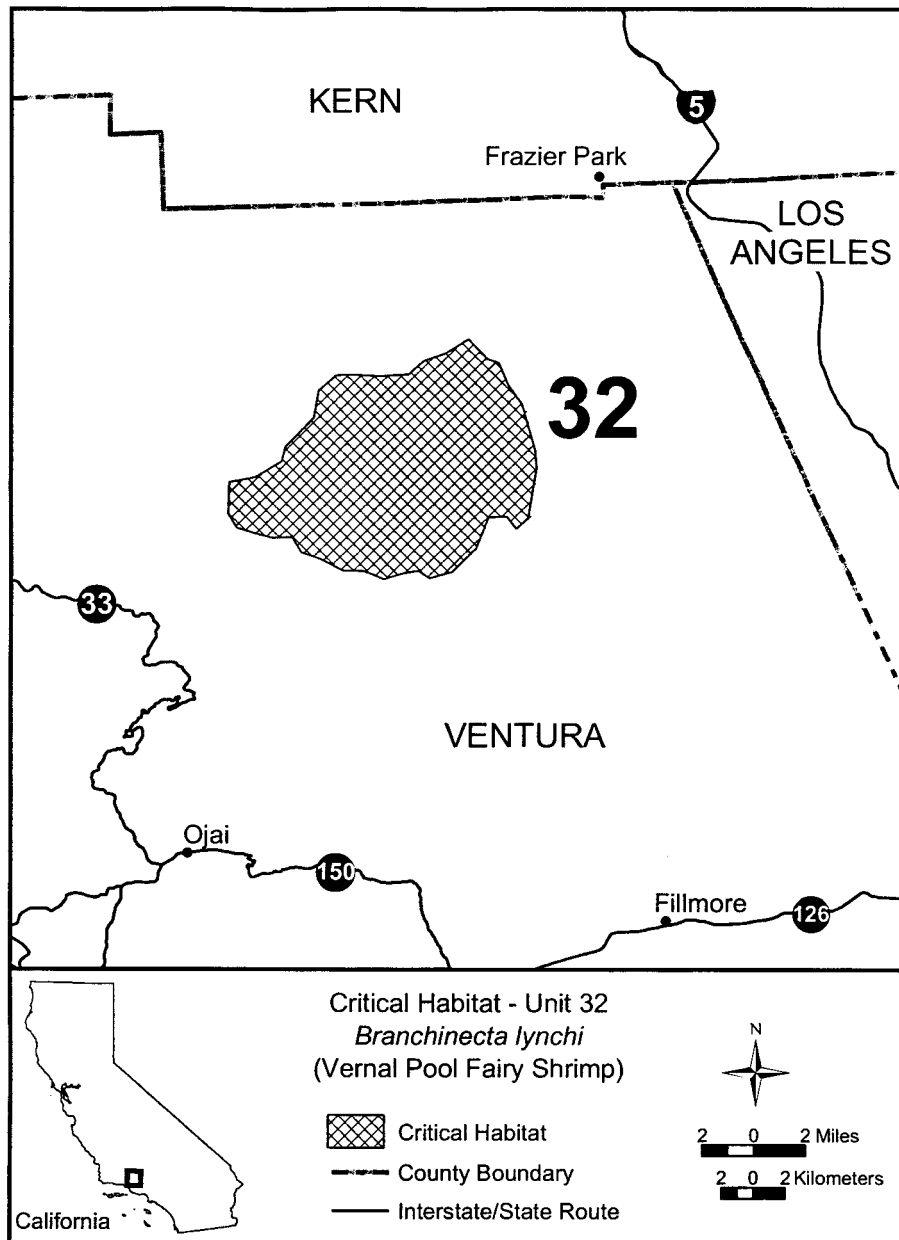 KERN
5
Frazier Park
LOS
ANGELES
32
33
VENTURA
Ojai
150
Fillmore
126
Critical Habitat - Unit 32
Branchinecta lynchi
(Vernal Pool Fairy Shrimp)
N
Critical Habitat
County Boundary
Interstate/State Route
2 0 2 Miles
2 0 2 Kilometers
California